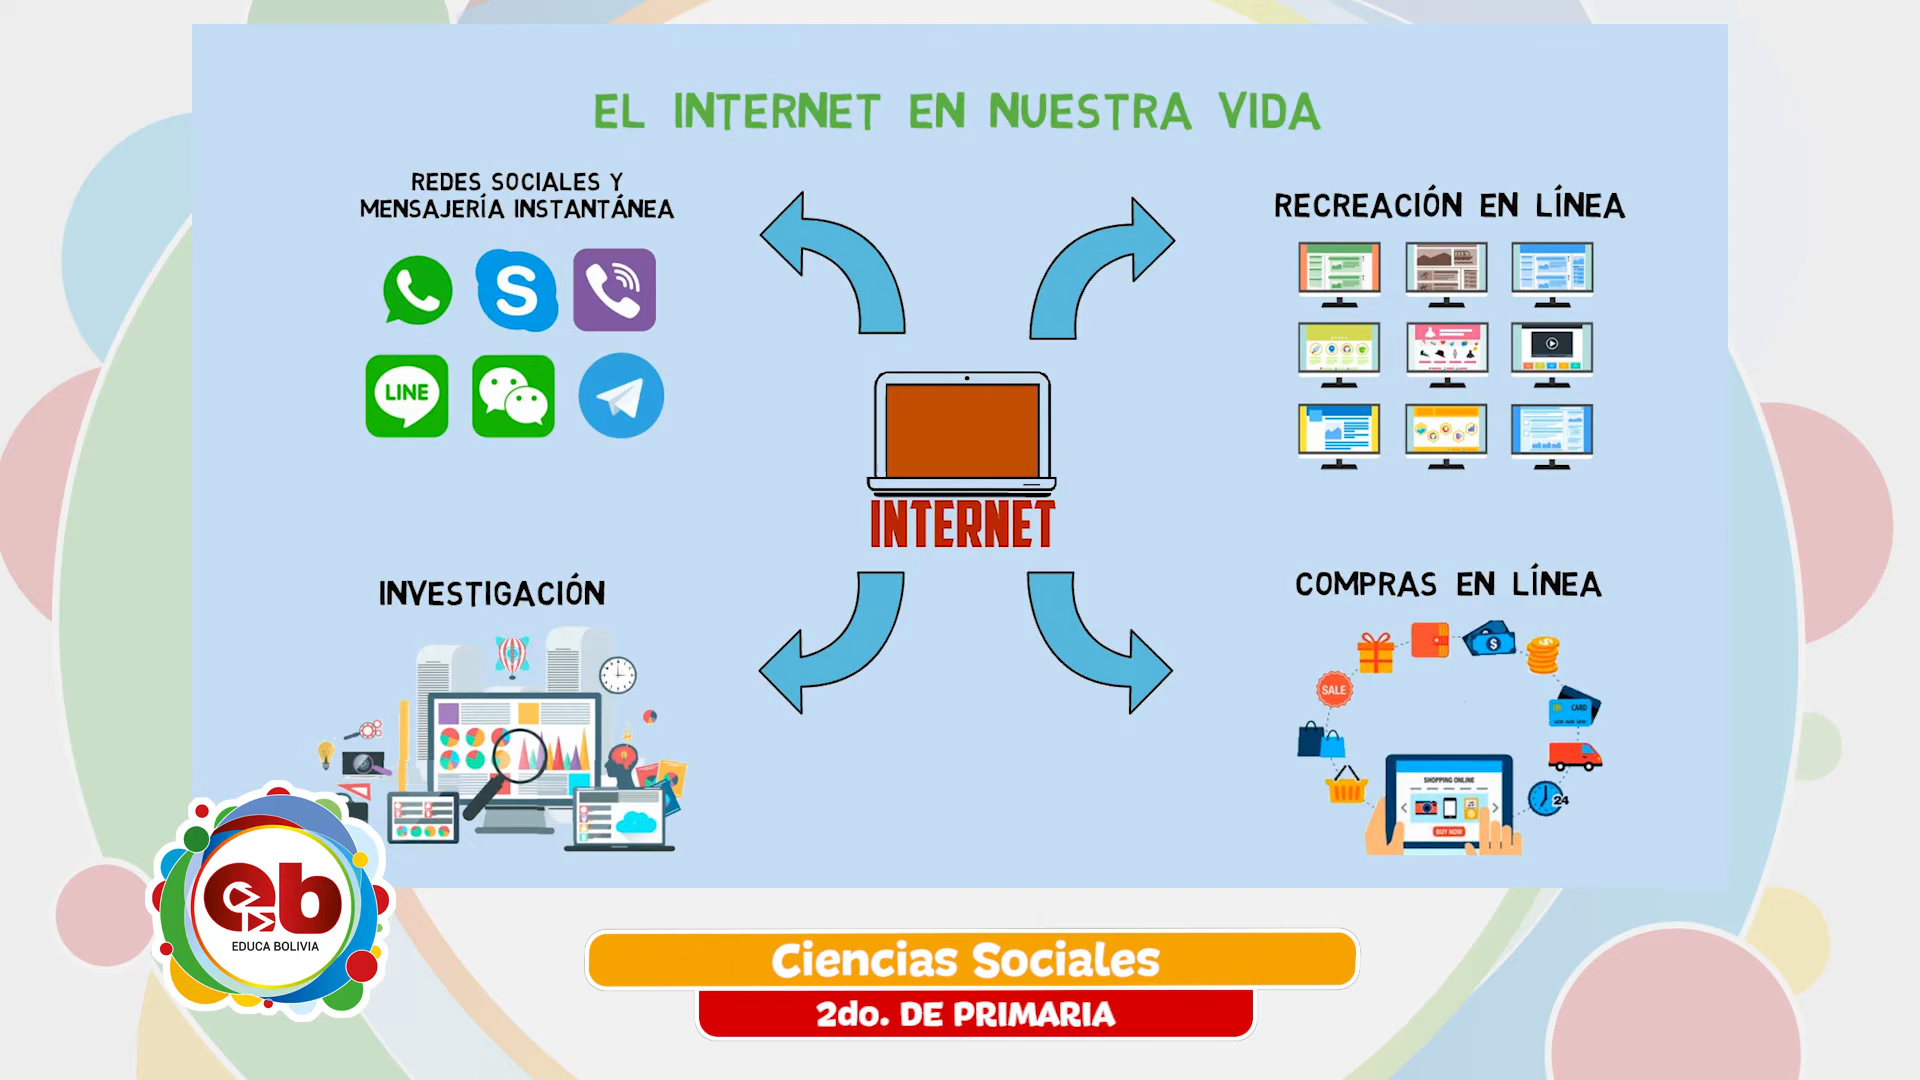 EL INTERNET EN NUESTRA VIDA
REDES SOCIALES Y
MENSAJERÍA INSTANTÁNEA
LINE
RECREACIÓN EN LÍNEA
INTERNET
INVESTIGACIÓN
COMPRAS EN LÍNEA
SALE
CARD
24
SHOPPING ONLINE
BUY NOW
eb
EDUCA BOLIVIA
Ciencias Sociales
2do. DE PRIMARIA